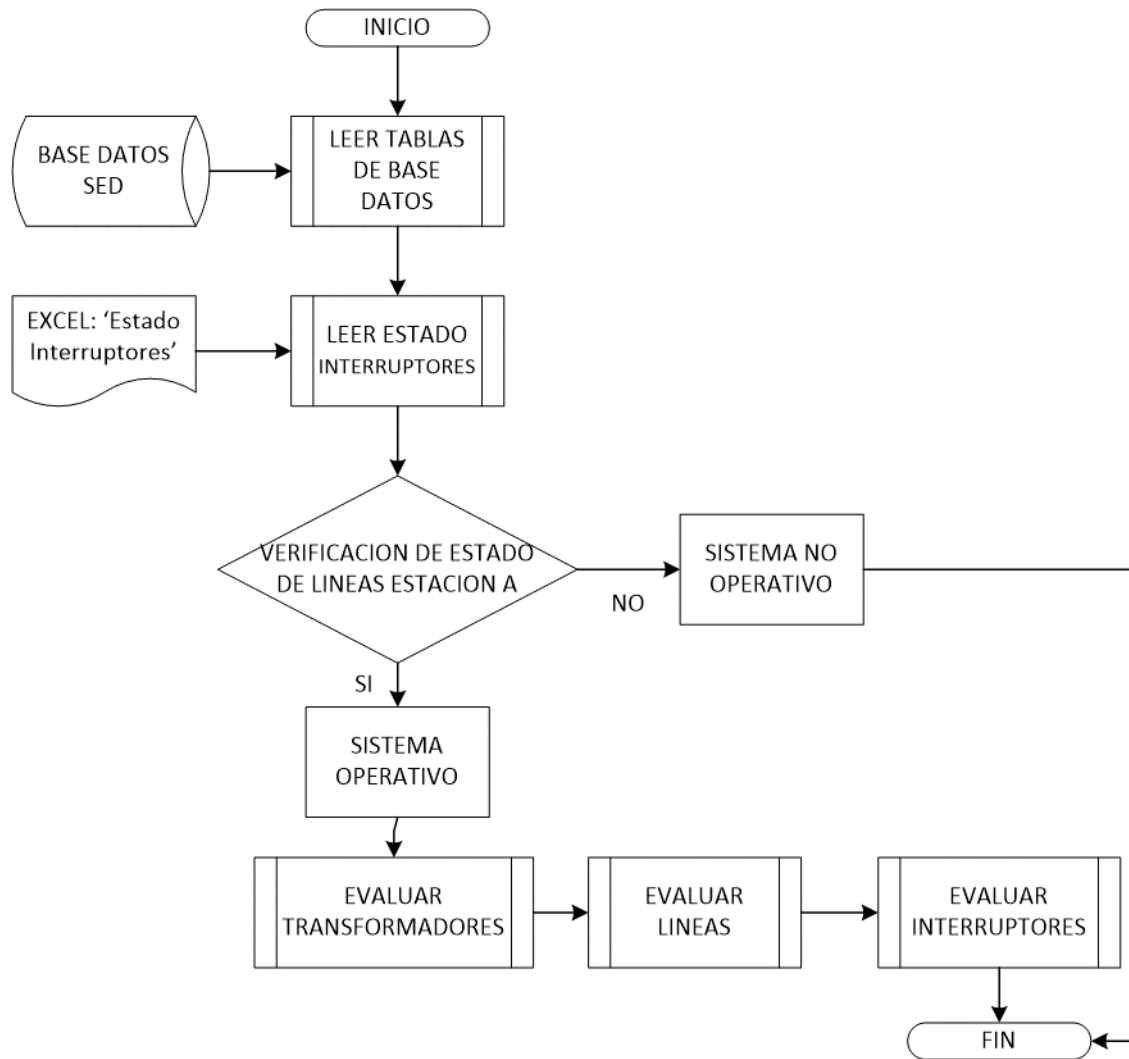 INICIO
BASE DATOS
SED
LEER TABLAS
DE BASE
DATOS
EXCEL: ‘Estado
Interruptores’
LEER ESTADO
INTERRUPTORES
VERIFICACION DE ESTADO
DE LINEAS ESTACION A
NO
SISTEMA NO
OPERATIVO
SI
SISTEMA
OPERATIVO
EVALUAR
TRANSFORMADORES
EVALUAR
LINEAS
EVALUAR
INTERRUPTORES
FIN